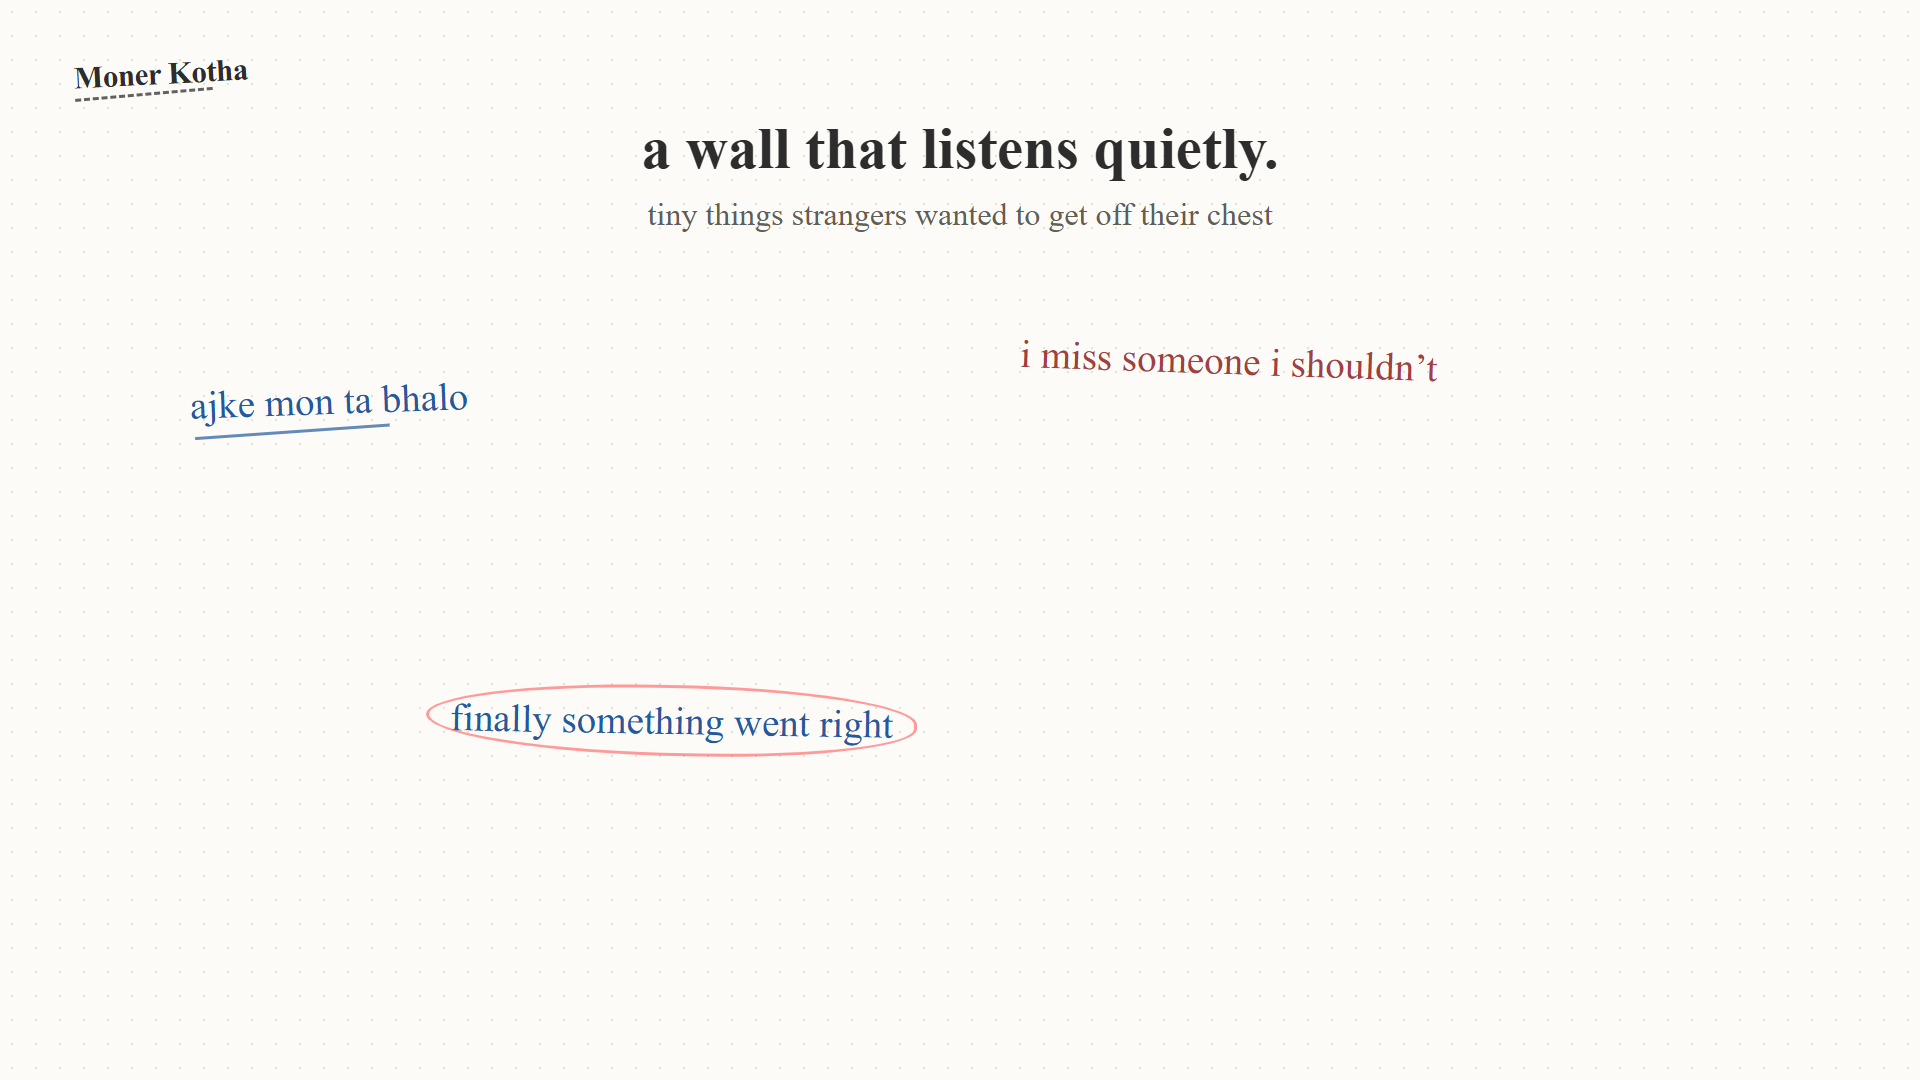 Moner Kotha
a wall that listens quietly.
tiny things strangers wanted to get off their chest
i miss someone i shouldn’t
ajke mon ta bhalo
finally something went right